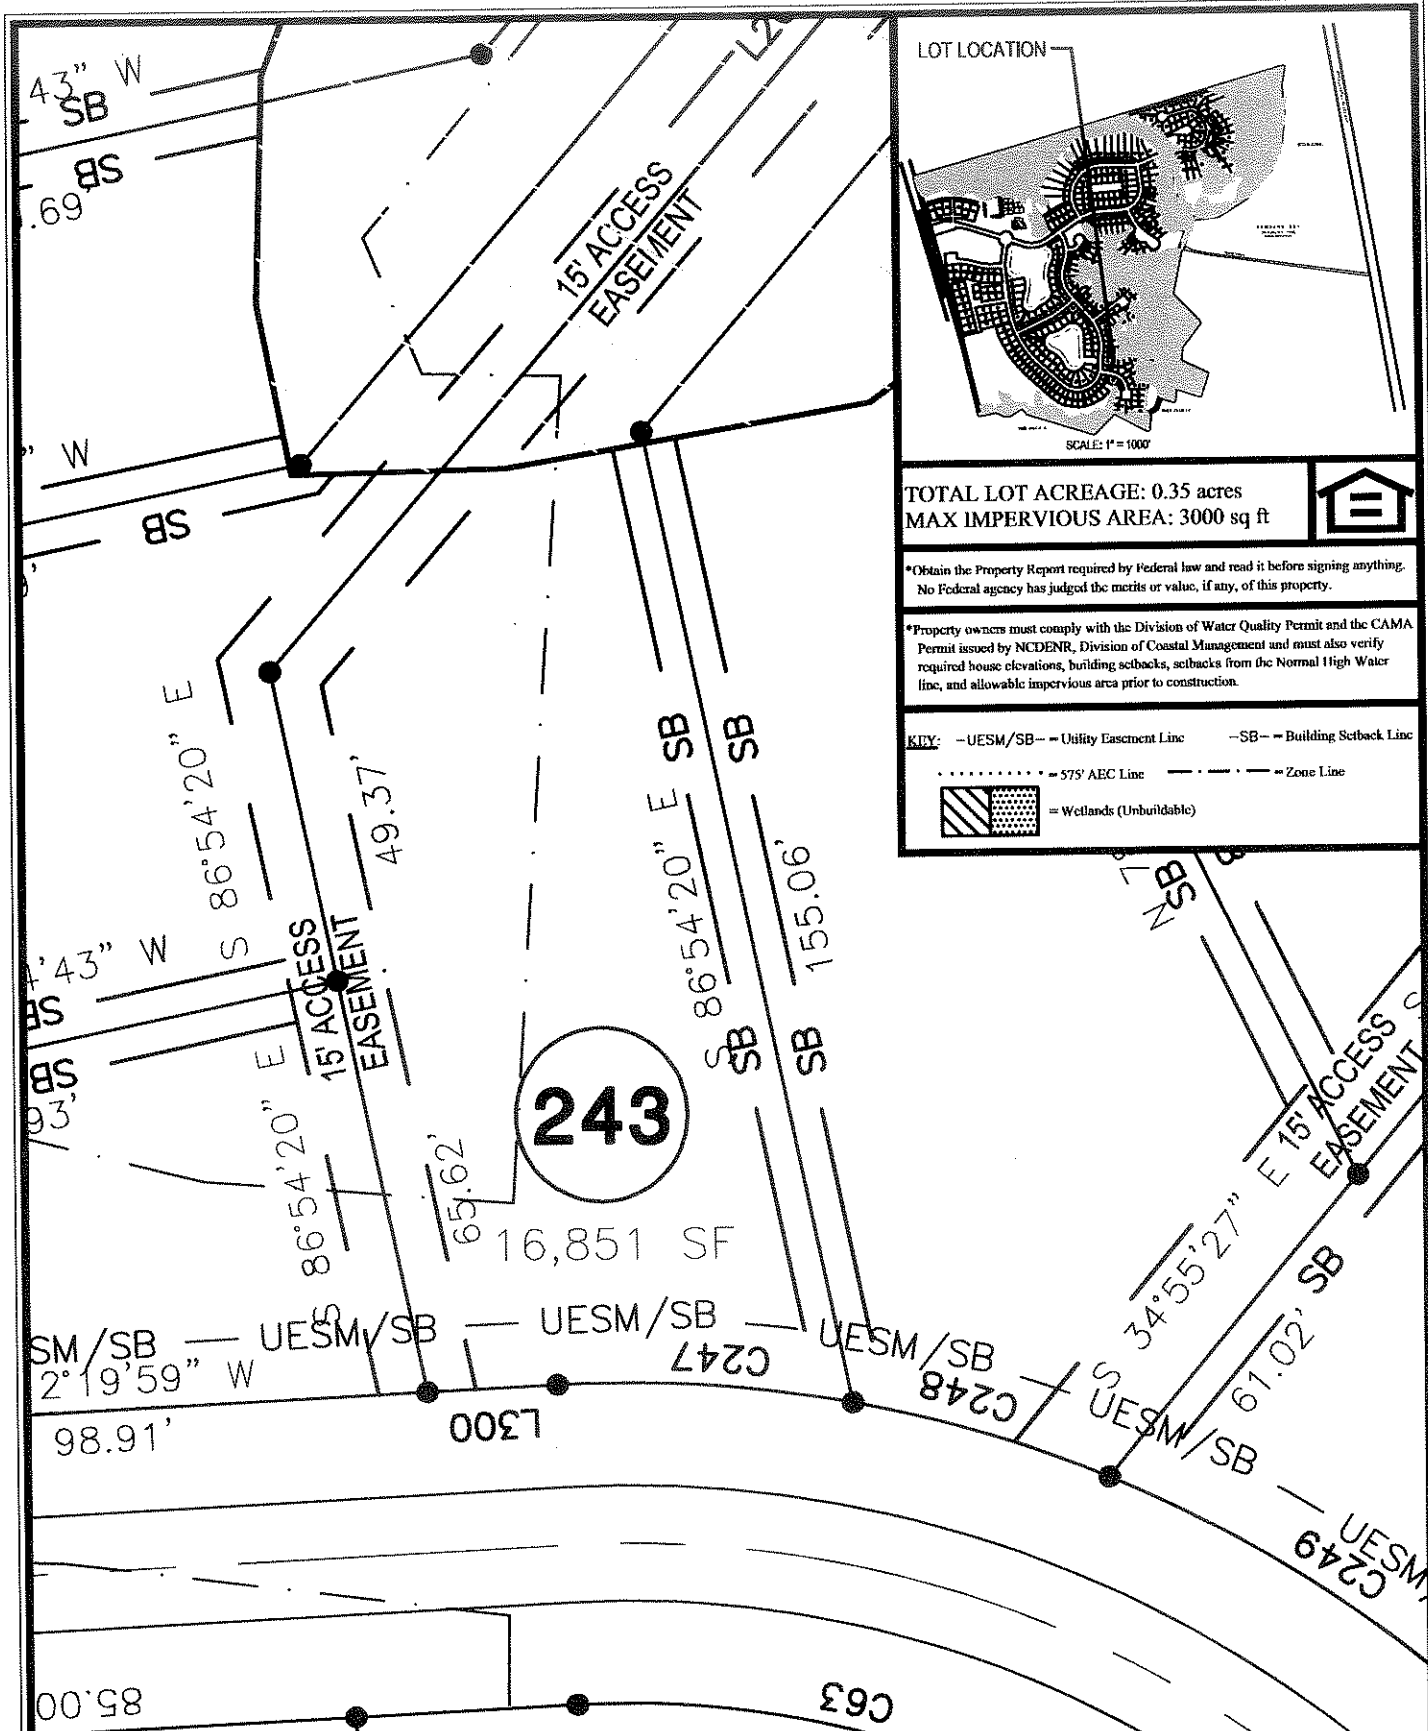 LOT LOCATION
SCALE: 1" = 1000'
TOTAL LOT ACREAGE: 0.35 acres
MAX IMPERVIOUS AREA: 3000 sq ft
*Obtain the Property Report required by Federal law and read it before signing anything.
No Federal agency has judged the merits or value, if any, of this property.
*Property owners must comply with the Division of Water Quality Permit and the CAMA
Permit issued by NCDENR, Division of Coastal Management and must also verify
required house elevations, building setbacks, setbacks from the Normal High Water
line, and allowable impervious area prior to construction.
KEY: -UESM/SB- = Utility Easement Line -SB- = Building Setback Line
= 575' AEC Line = Zone Line
= Wetlands (Unbuildable)
43" W
SB
SB
.69'
15' ACCESS
EASEMENT
" W
SB
S 86°54'20" E
49.37'
SB
SB
S 86°54'20" E
155.06'
SB
SB
4'43" W
SB
SB
93'
15' ACCESS
EASEMENT
S 86°54'20" E
65.62'
243
16,851 SF
SB
15' ACCESS
EASEMENT
S 34°55'27" E
61.02'
SB
SM/SB
UESM/SB
UESM/SB
UESM/SB
UESM/SB
UESM
2°19'59" W
98.91'
L300
C247
C248
C249
85.00
C63